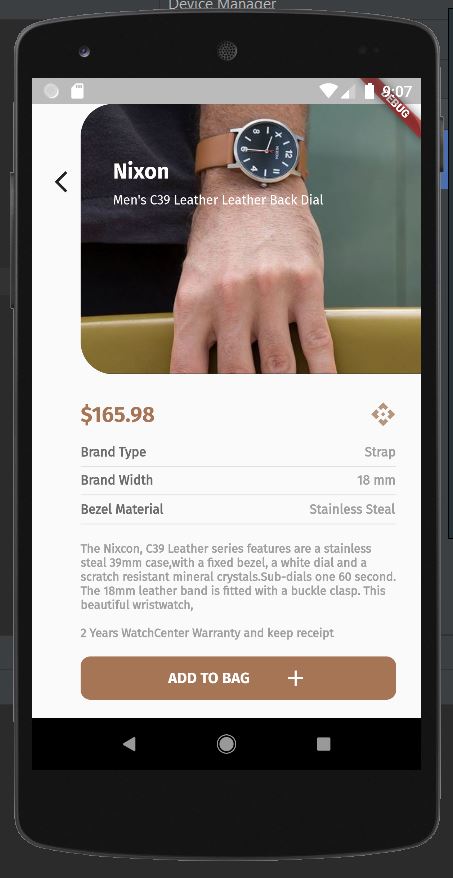 Device Manager
9:07
DEBUG
Nixon
Men's C39 Leather Leather Back Dial
$165.98
Brand Type Strap
Brand Width 18 mm
Bezel Material Stainless Steal
The Nixcon, C39 Leather series features are a stainless
steal 39mm case,with a fixed bezel, a white dial and a
scratch resistant mineral crystals.Sub-dials one 60 second.
The 18mm leather band is fitted with a buckle clasp. This
beautiful wristwatch,
2 Years WatchCenter Warranty and keep receipt
ADD TO BAG +